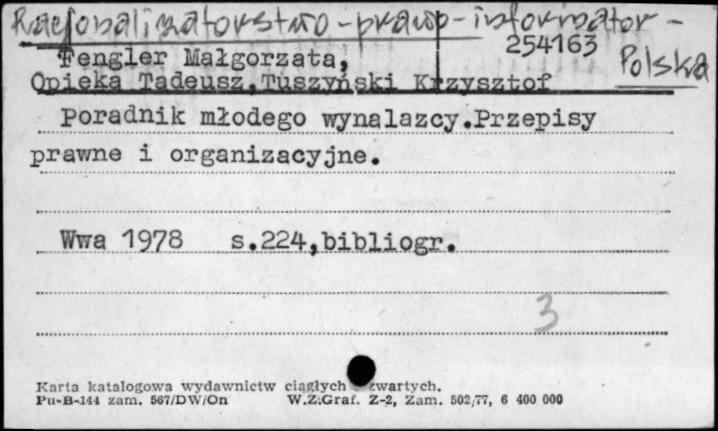 Racjonalizatorstwo - prawo - informator -
Polska
254163
Fengler Małgorzata,
Opieka Tadeusz,Tuszyński Krzysztof
Poradnik młodego wynalazcy.Przepisy
prawne i organizacyjne.
Wwa 1978 s.224,bibliogr.
3
Karta katalogowa wydawnictw ciągłych zwartych.
Pu-B-144 zam. 567/DW/On W.Z.Graf. Z-2, Zam. 502/77, 6 400 000